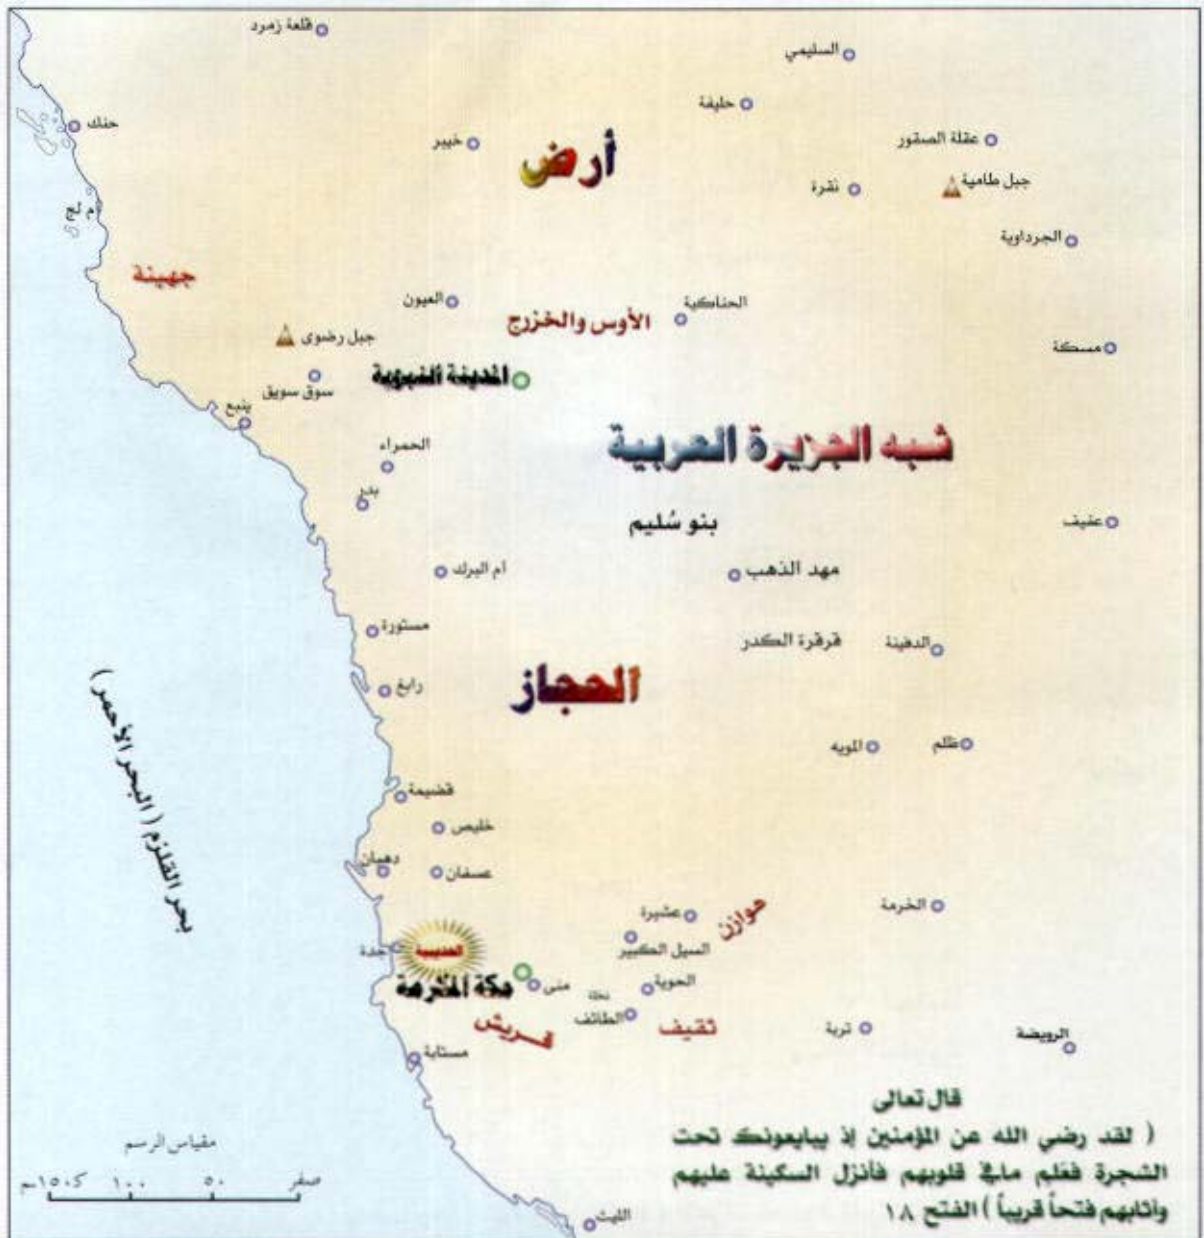 قلعة زمرد
السليمي
حليفة
حنك
خيبر
أرض
عقلة الصقور
نقرة
جبل طامية
أم لج
الجرداوية
جهينة
العيون
الحناكية
الأوس والخزرج
جبل رضوى
مسكة
المدينة النبوية
سوق سويق
ينبع
شبه الجزيرة العربية
الحمراء
بدر
بنو سُليم
عفيف
أم البرك
مهد الذهب
مستورة
قرقرة الكدر
الدفينة
الحجاز
رابغ
بحر القلزم ( البحر الأحمر )
المويه
ظلم
قضيمة
خليص
دهبان
عسفان
عشيرة
هوازن
الخرمة
جدة
الحديبية
السيل الكبير
مكة المكرمة
منى
نخلة
الحوية
الطائف
قريش
ثقيف
تربة
الرويضة
مستابة
قال تعالى
( لقد رضي الله عن المؤمنين إذ يبايعونك تحت
الشجرة فعلم مافي قلوبهم فأنزل السكينة عليهم
وأثابهم فتحاً قريباً ) الفتح ١٨
مقياس الرسم
صفر ٥٠ ١٠٠ ١٥٠كم
الليث